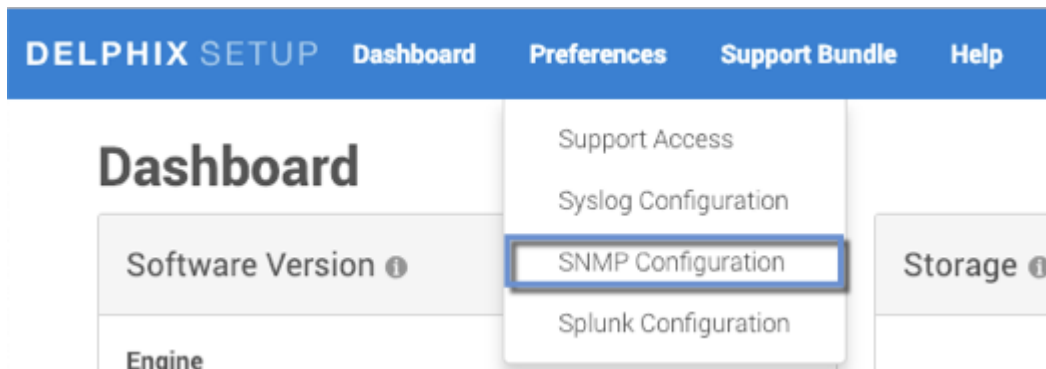 DELPHIX SETUP Dashboard Preferences Support Bundle Help
Support Access
Dashboard
Syslog Configuration
Software Version
SNMP Configuration
Storage
Splunk Configuration
Engine